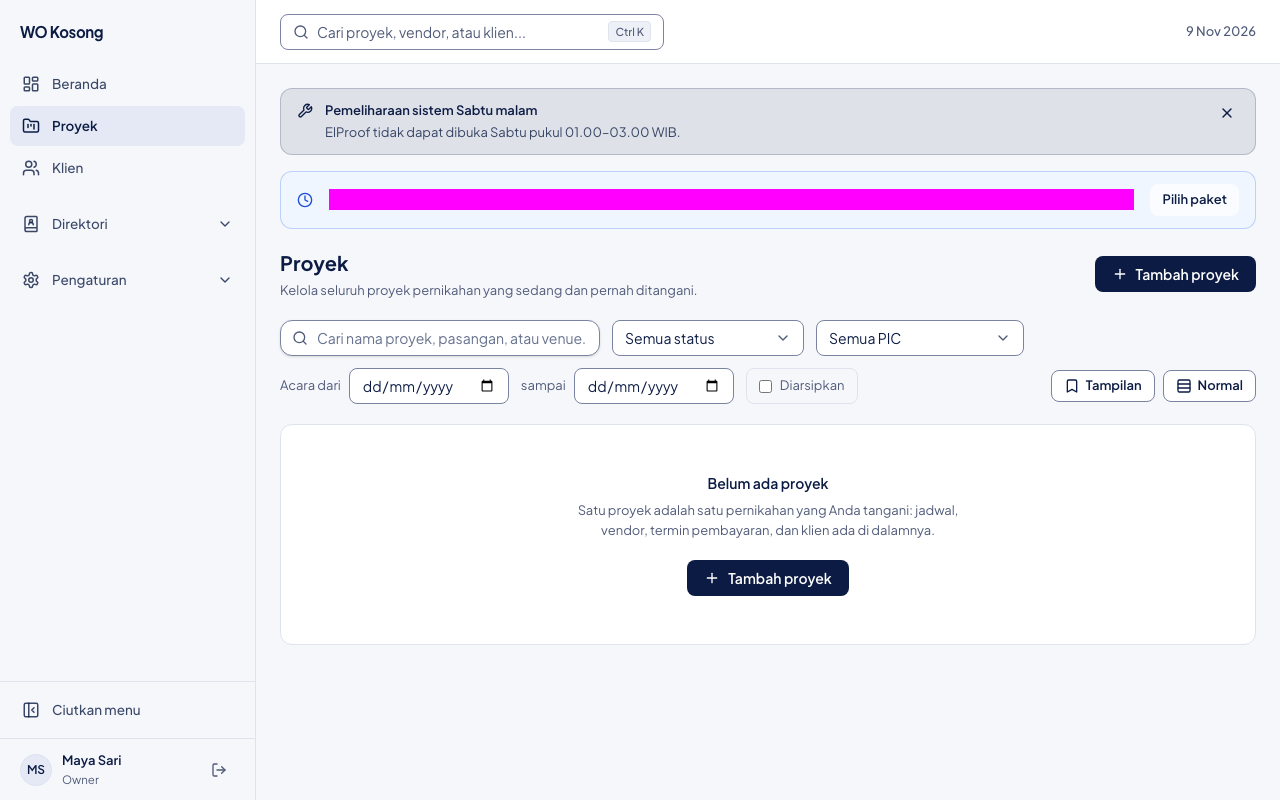 WO Kosong
Cari proyek, vendor, atau klien...
Ctrl K
9 Nov 2026
Beranda
Proyek
Klien
Direktori
Pengaturan
Pemeliharaan sistem Sabtu malam
ElProof tidak dapat dibuka Sabtu pukul 01.00–03.00 WIB.
Pilih paket
Proyek
Kelola seluruh proyek pernikahan yang sedang dan pernah ditangani.
Tambah proyek
Cari nama proyek, pasangan, atau venue.
Semua status
Semua PIC
Acara dari
dd/mm/yyyy
sampai
dd/mm/yyyy
Diarsipkan
Tampilan
Normal
Belum ada proyek
Satu proyek adalah satu pernikahan yang Anda tangani: jadwal,
vendor, termin pembayaran, dan klien ada di dalamnya.
Tambah proyek
Ciutkan menu
MS
Maya Sari
Owner